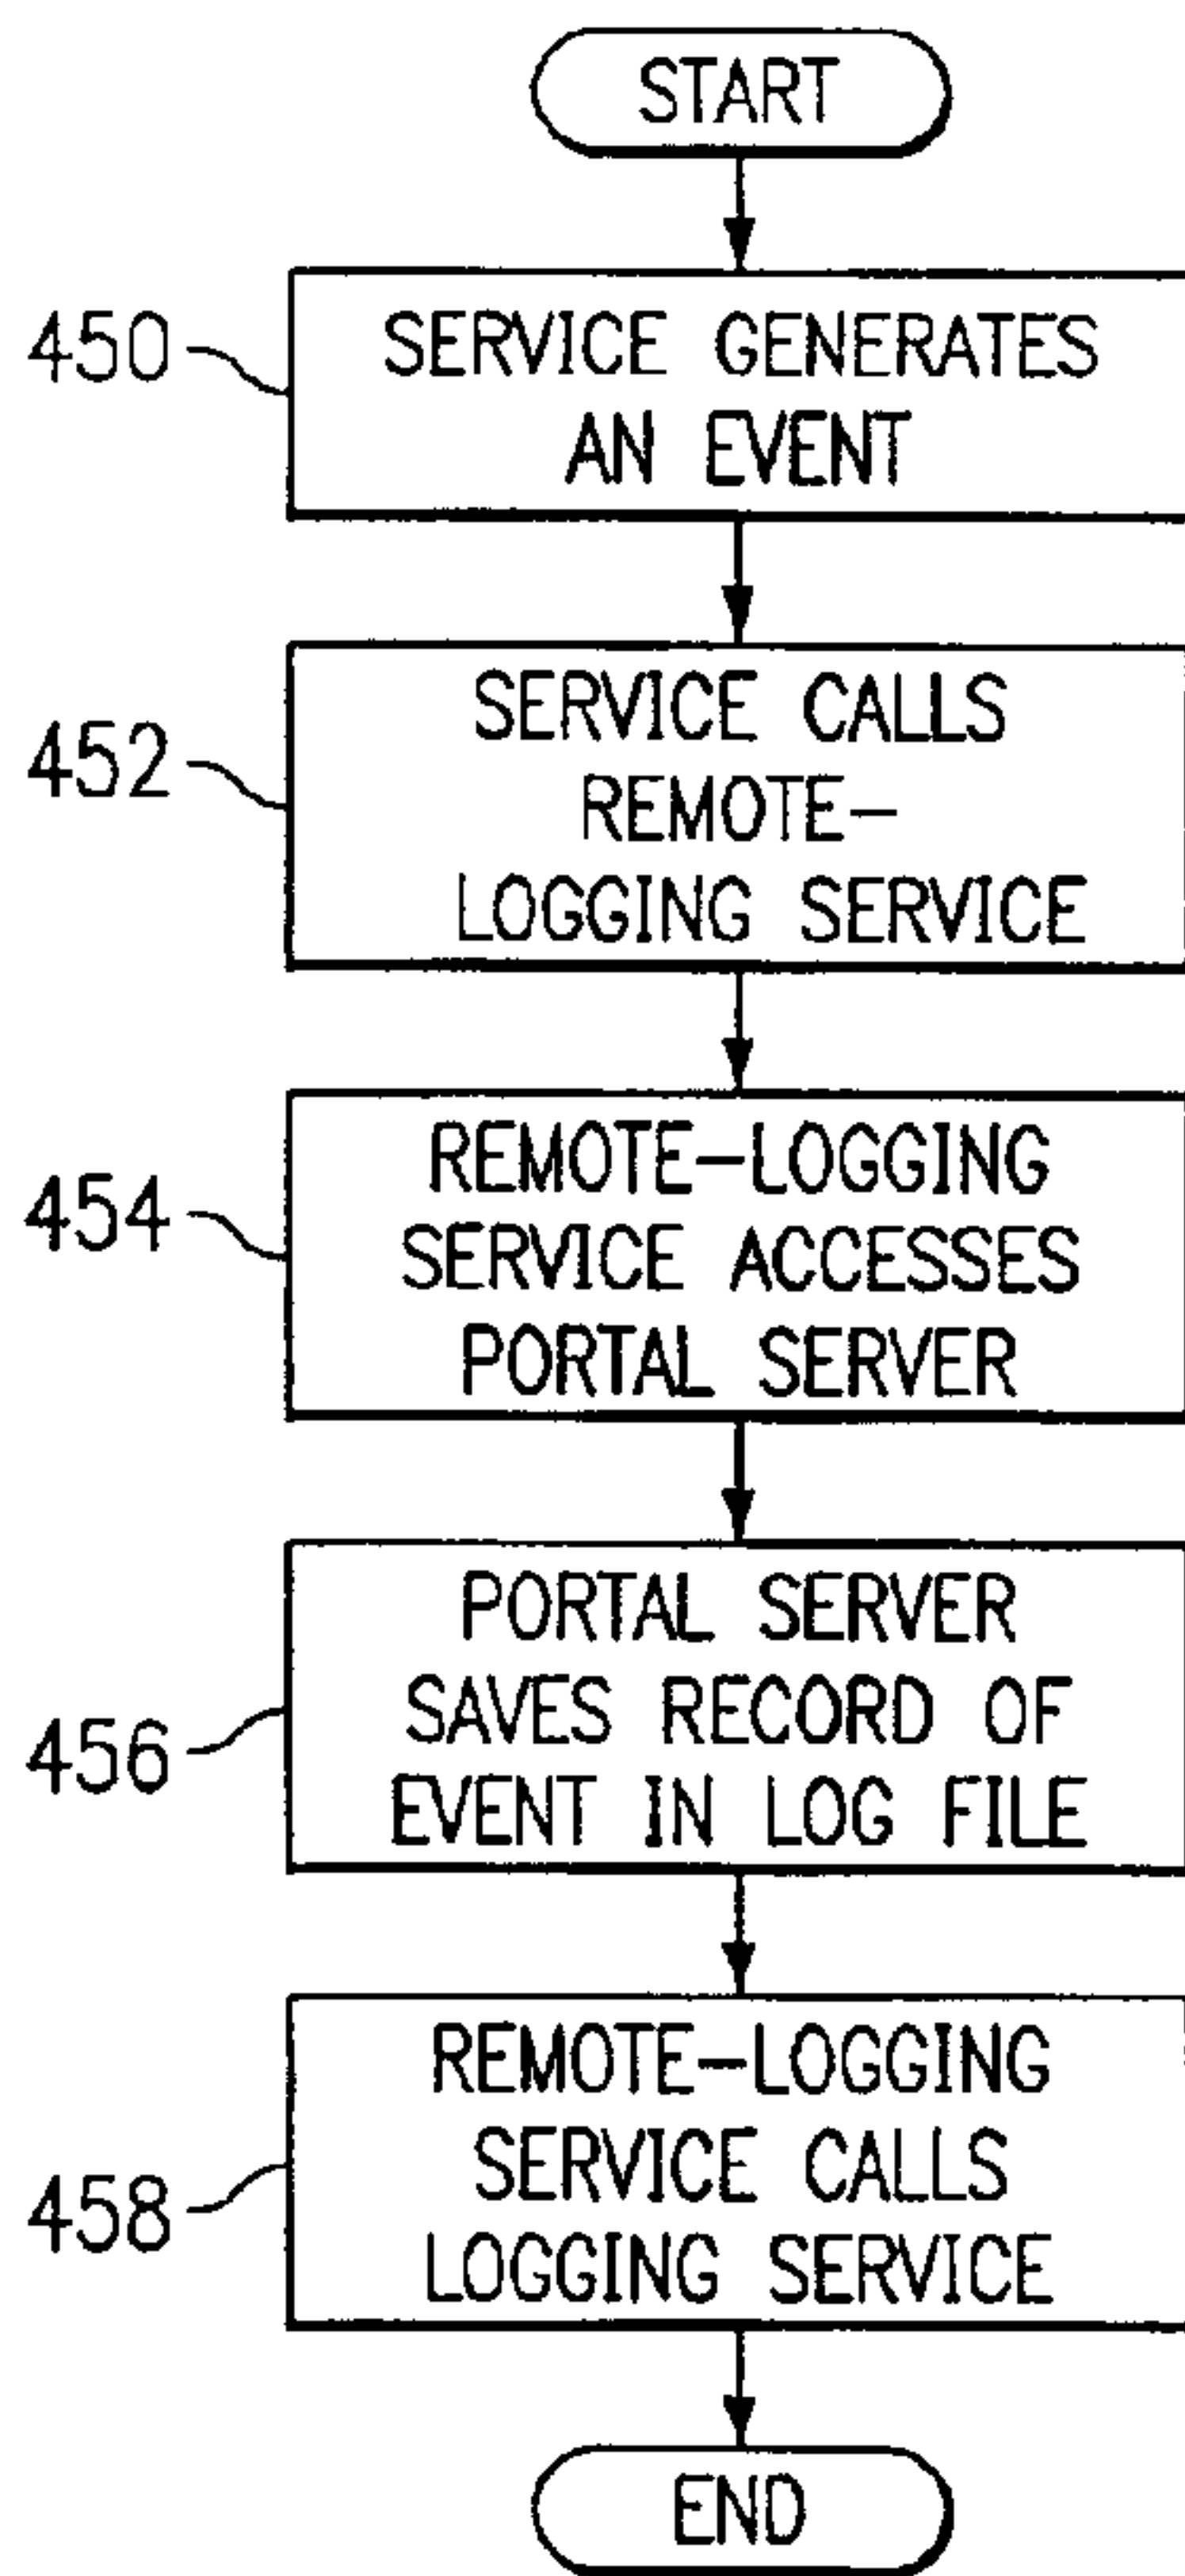 START
450
SERVICE GENERATES
AN EVENT
452
SERVICE CALLS
REMOTE-
LOGGING SERVICE
454
REMOTE-LOGGING
SERVICE ACCESSES
PORTAL SERVER
456
PORTAL SERVER
SAVES RECORD OF
EVENT IN LOG FILE
458
REMOTE-LOGGING
SERVICE CALLS
LOGGING SERVICE
END